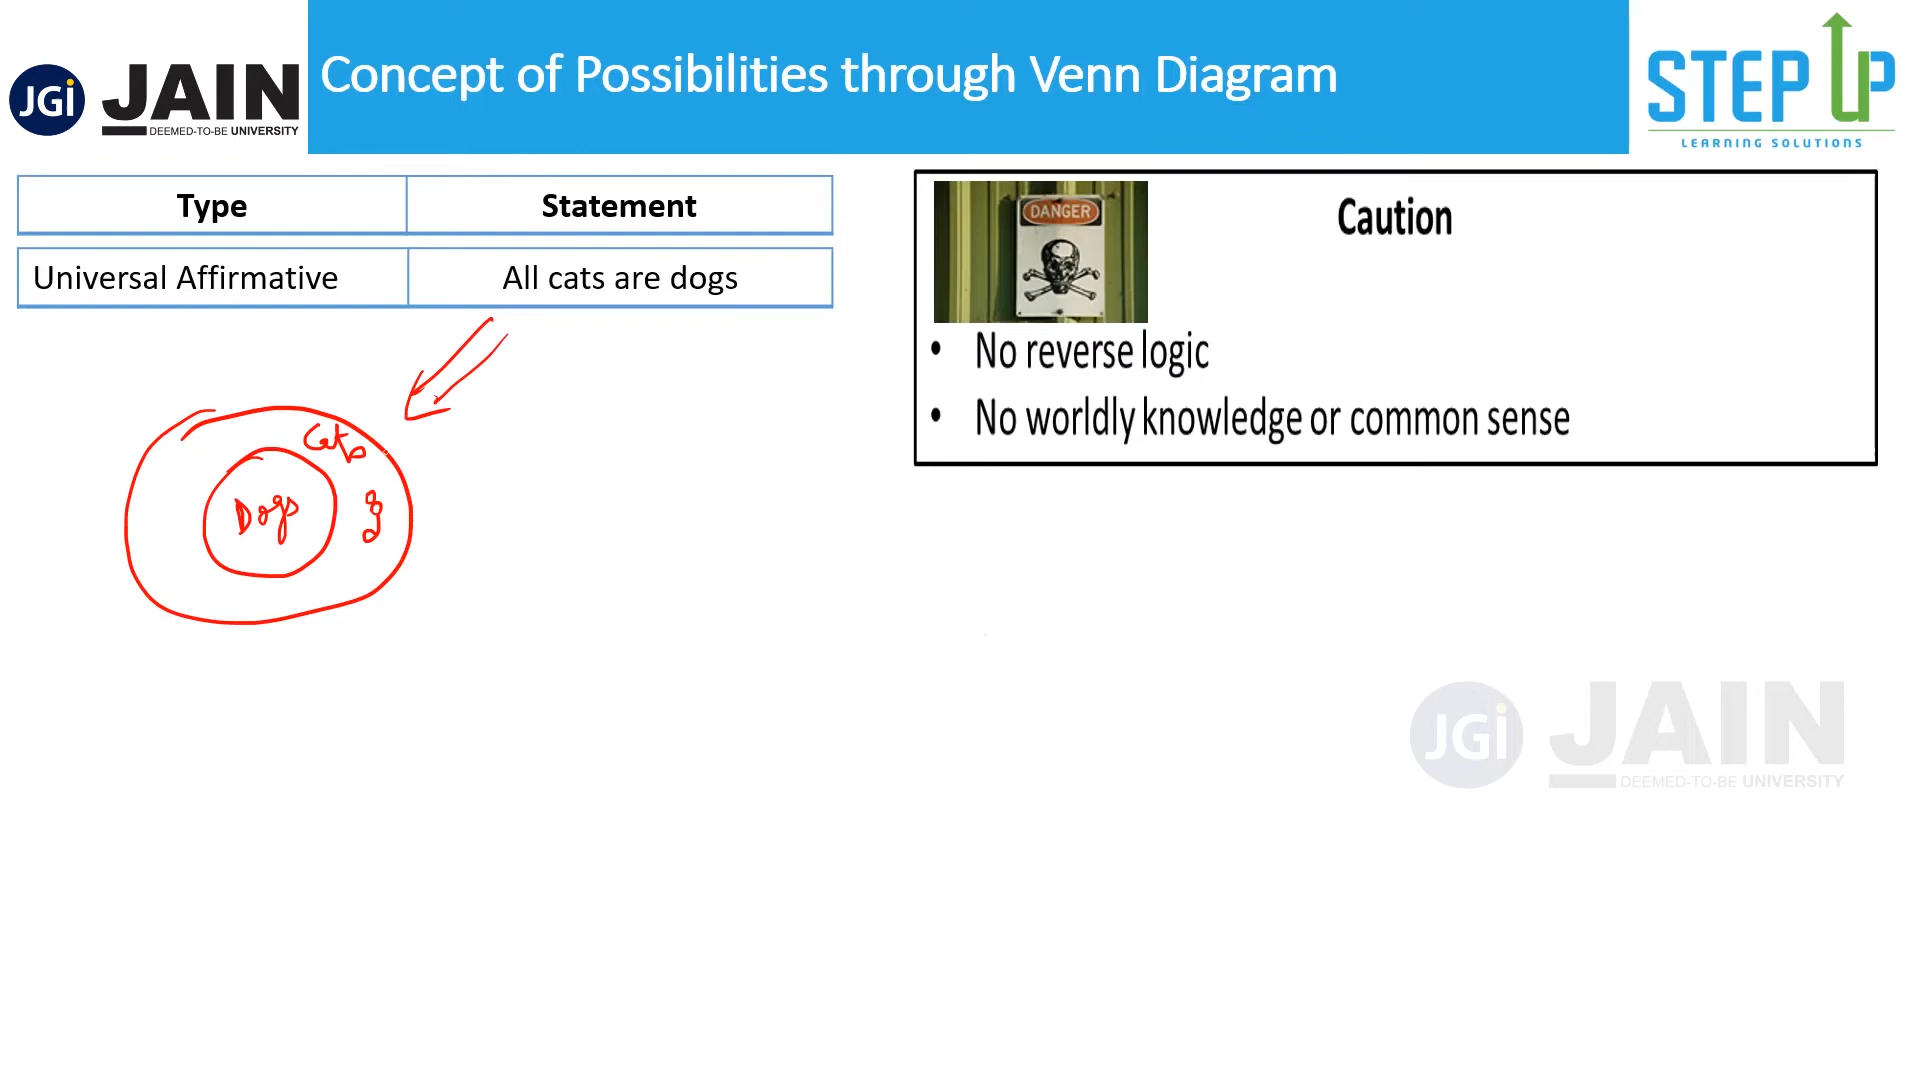 JGi JAIN
DEEMED-TO-BE UNIVERSITY
Concept of Possibilities through Venn Diagram
STEP UP
LEARNING SOLUTIONS
Type Statement
Universal Affirmative All cats are dogs
DANGER
Caution
• No reverse logic
• No worldly knowledge or common sense
Cats
Dogs
JGi JAIN
DEEMED-TO-BE UNIVERSITY